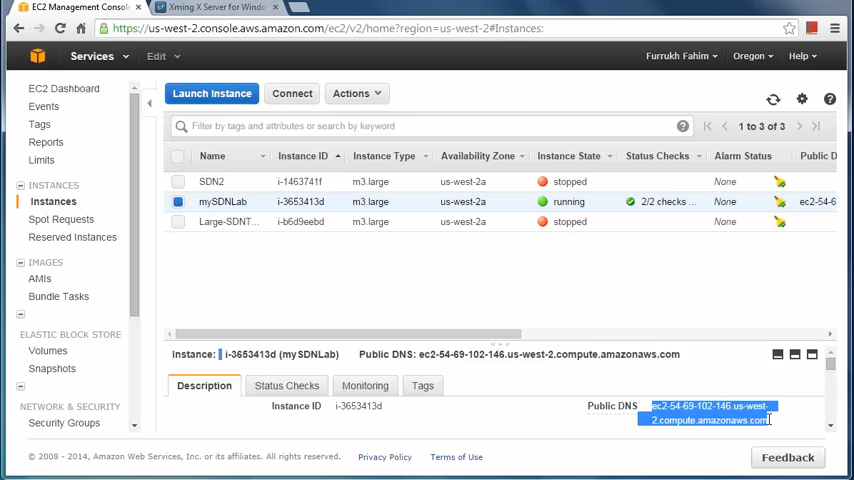 EC2 Management Conso
Xming X Server for Windo
https://us-west-2.console.aws.amazon.com/ec2/v2/home?region=us-west-2#Instances:
Services Edit Furrukh Fahim Oregon Help
EC2 Dashboard
Events
Tags
Reports
Limits
INSTANCES
Instances
Spot Requests
Reserved Instances
IMAGES
AMIs
Bundle Tasks
ELASTIC BLOCK STORE
Volumes
Snapshots
NETWORK & SECURITY
Security Groups
Launch Instance Connect Actions
Filter by tags and attributes or search by keyword
1 to 3 of 3
Name Instance ID Instance Type Availability Zone Instance State Status Checks Alarm Status Public D
SDN2 i-1463741f m3.large us-west-2a stopped None
mySDNLab i-3653413d m3.large us-west-2a running 2/2 checks ... None ec2-54-6
Large-SDNT... i-b6d9eebd m3.large us-west-2a stopped None
Instance: i-3653413d (mySDNLab) Public DNS: ec2-54-69-102-146.us-west-2.compute.amazonaws.com
Description Status Checks Monitoring Tags
Instance ID i-3653413d Public DNS ec2-54-69-102-146.us-west-
2.compute.amazonaws.com
© 2008 - 2014, Amazon Web Services, Inc. or its affiliates. All rights reserved. Privacy Policy Terms of Use
Feedback